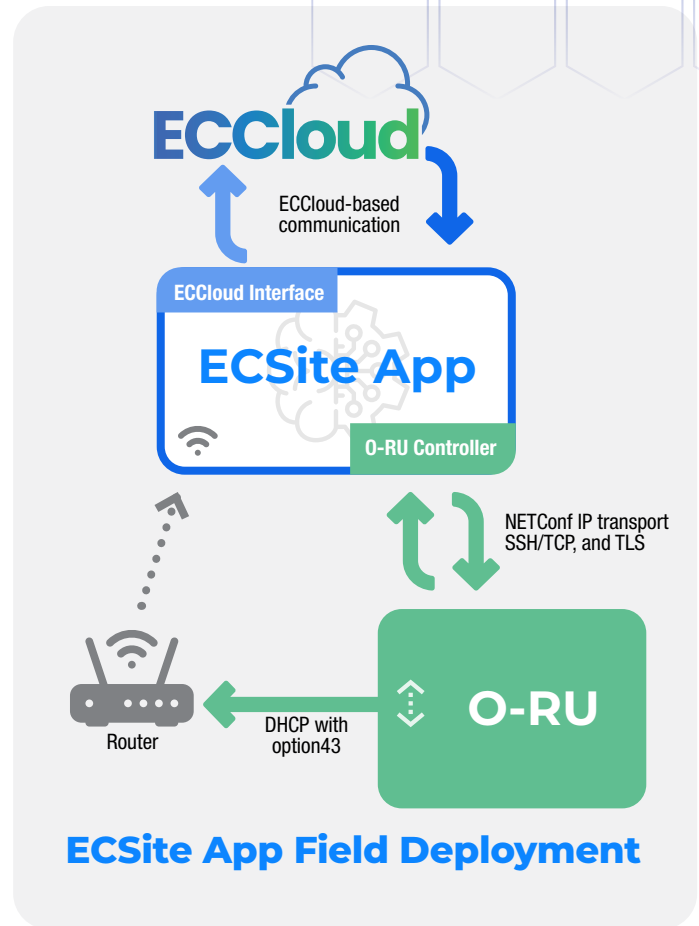 ECCloud
ECCloud-based
communication
ECCloud Interface
ECSite App
O-RU Controller
NETConf IP transport
SSH/TCP, and TLS
O-RU
Router
DHCP with
option43
ECSite App Field Deployment